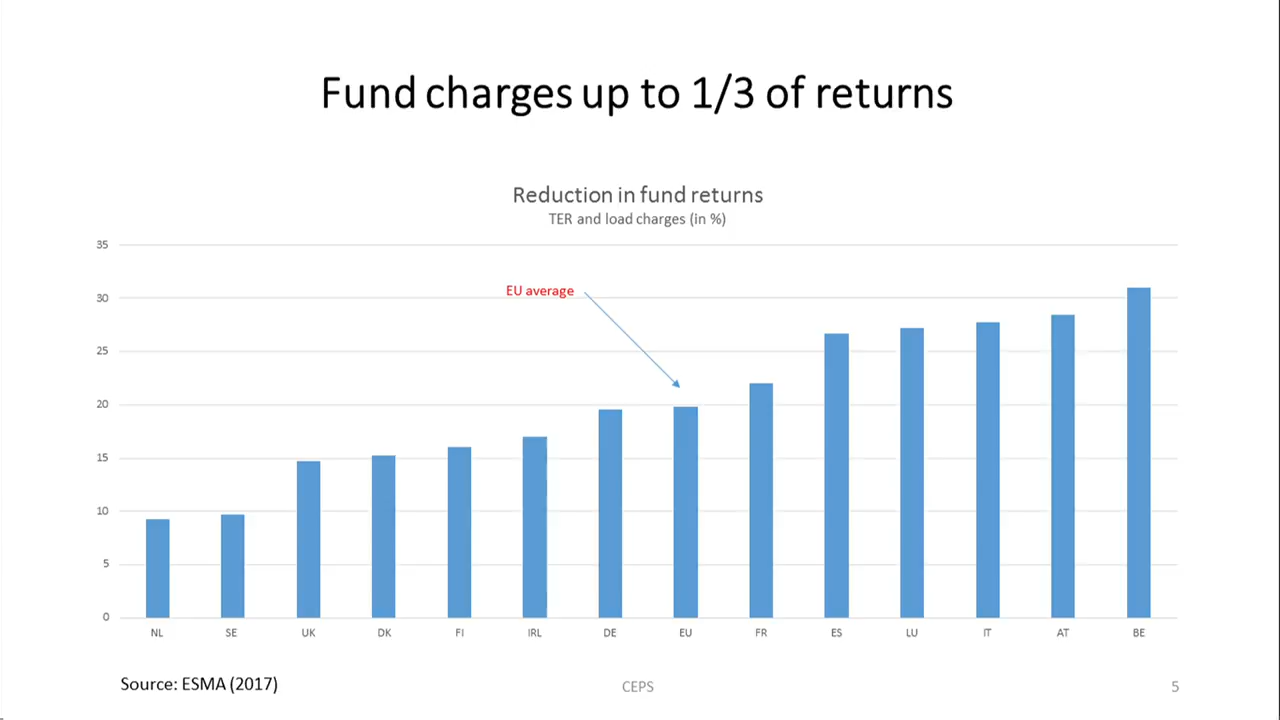 Fund charges up to 1/3 of returns
Reduction in fund returns
TER and load charges (in %)
35
EU average
30
25
20
15
10
5
0
NL SE UK DK FI IRL DE EU FR ES LU IT AT BE
Source: ESMA (2017)
CEPS
5